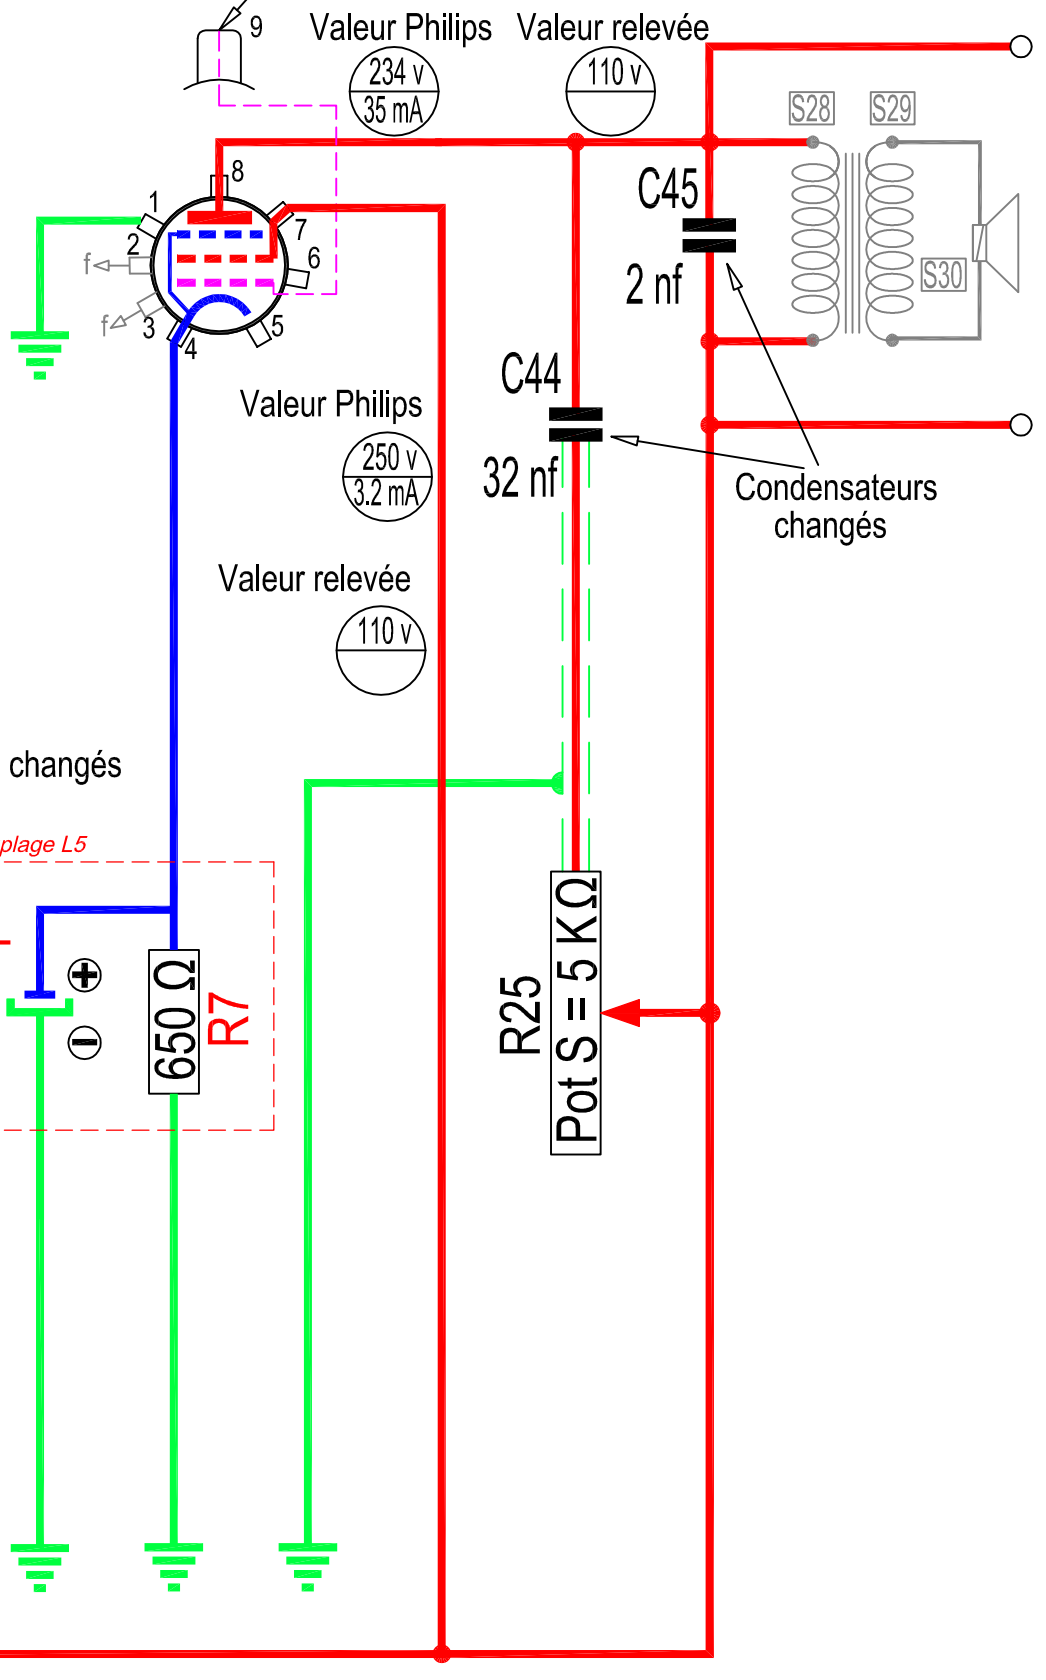 9
Valeur Philips
Valeur relevée
234 v
35 mA
110 v
S28
S29
8
C45
1
7
2
6
f
S30
2 nf
f
3
4
5
C44
Valeur Philips
250 v
3.2 mA
32 nf
Condensateurs
changés
Valeur relevée
110 v
changés
plage L5
+
−
650 Ω
R7
R25
Pot S = 5 KΩ